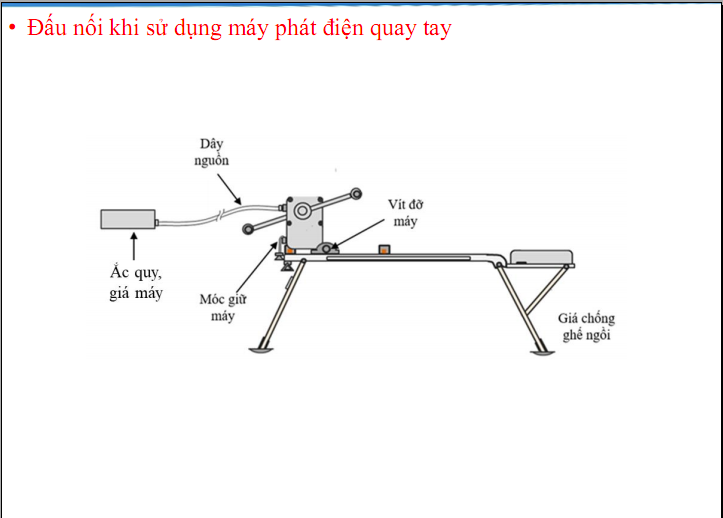 • Đấu nối khi sử dụng máy phát điện quay tay
Dây
nguồn
Vít đỡ
máy
Ắc quy,
giá máy
Móc giữ
máy
Giá chống
ghế ngồi